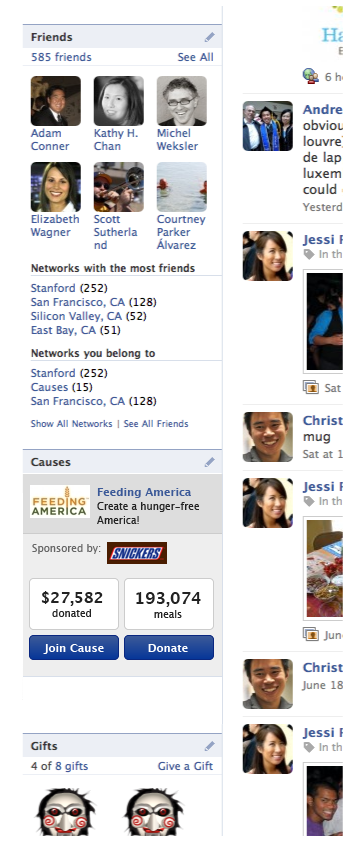 Friends
585 friends
See All
Adam
Conner
Kathy H.
Chan
Michel
Weksler
Elizabeth
Wagner
Scott
Sutherla
nd
Courtney
Parker
Álvarez
Networks with the most friends
Stanford (252)
San Francisco, CA (128)
Silicon Valley, CA (52)
East Bay, CA (51)
Networks you belong to
Stanford (252)
Causes (15)
San Francisco, CA (128)
Show All Networks | See All Friends
Causes
FEEDING
AMERICA
Feeding America
Create a hunger-free
America!
Sponsored by:
SNICKERS
$27,582
donated
193,074
meals
Join Cause
Donate
Gifts
4 of 8 gifts
Give a Gift
Ha
E
6 h
Andre
obviou
louvre)
de lap
luxem
could
Yesterd
Jessi F
In th
Sat
Christ
mug
Sat at 1
Jessi F
In th
June
Christ
June 18
Jessi F
In th